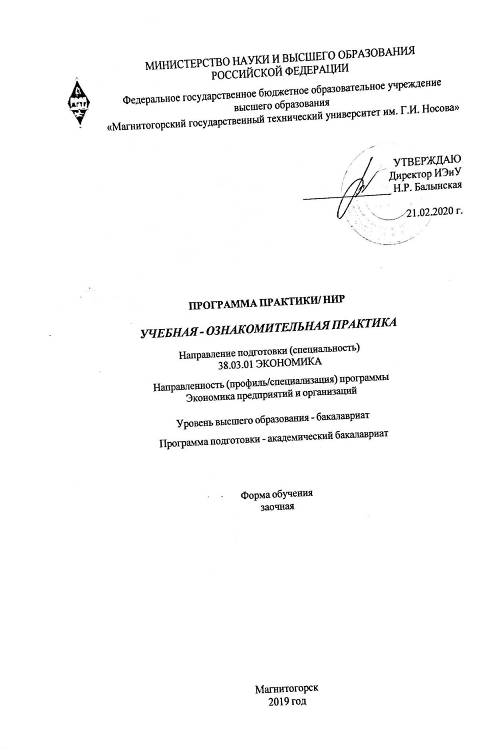 МИНИСТЕРСТВО НАУКИ И ВЫСШЕГО ОБРАЗОВАНИЯ
РОССИЙСКОЙ ФЕДЕРАЦИИ
Федеральное государственное бюджетное образовательное учреждение
высшего образования
«Магнитогорский государственный технический университет им. Г.И. Носова»
УТВЕРЖДАЮ
Директор ИЭиУ
Н.Р. Балынская
21.02.2020 г.
ПРОГРАММА ПРАКТИКИ/ НИР
УЧЕБНАЯ - ОЗНАКОМИТЕЛЬНАЯ ПРАКТИКА
Направление подготовки (специальность)
38.03.01 ЭКОНОМИКА
Направленность (профиль/специализация) программы
Экономика предприятий и организаций
Уровень высшего образования - бакалавриат
Программа подготовки - академический бакалавриат
Форма обучения
заочная
Магнитогорск
2019 год